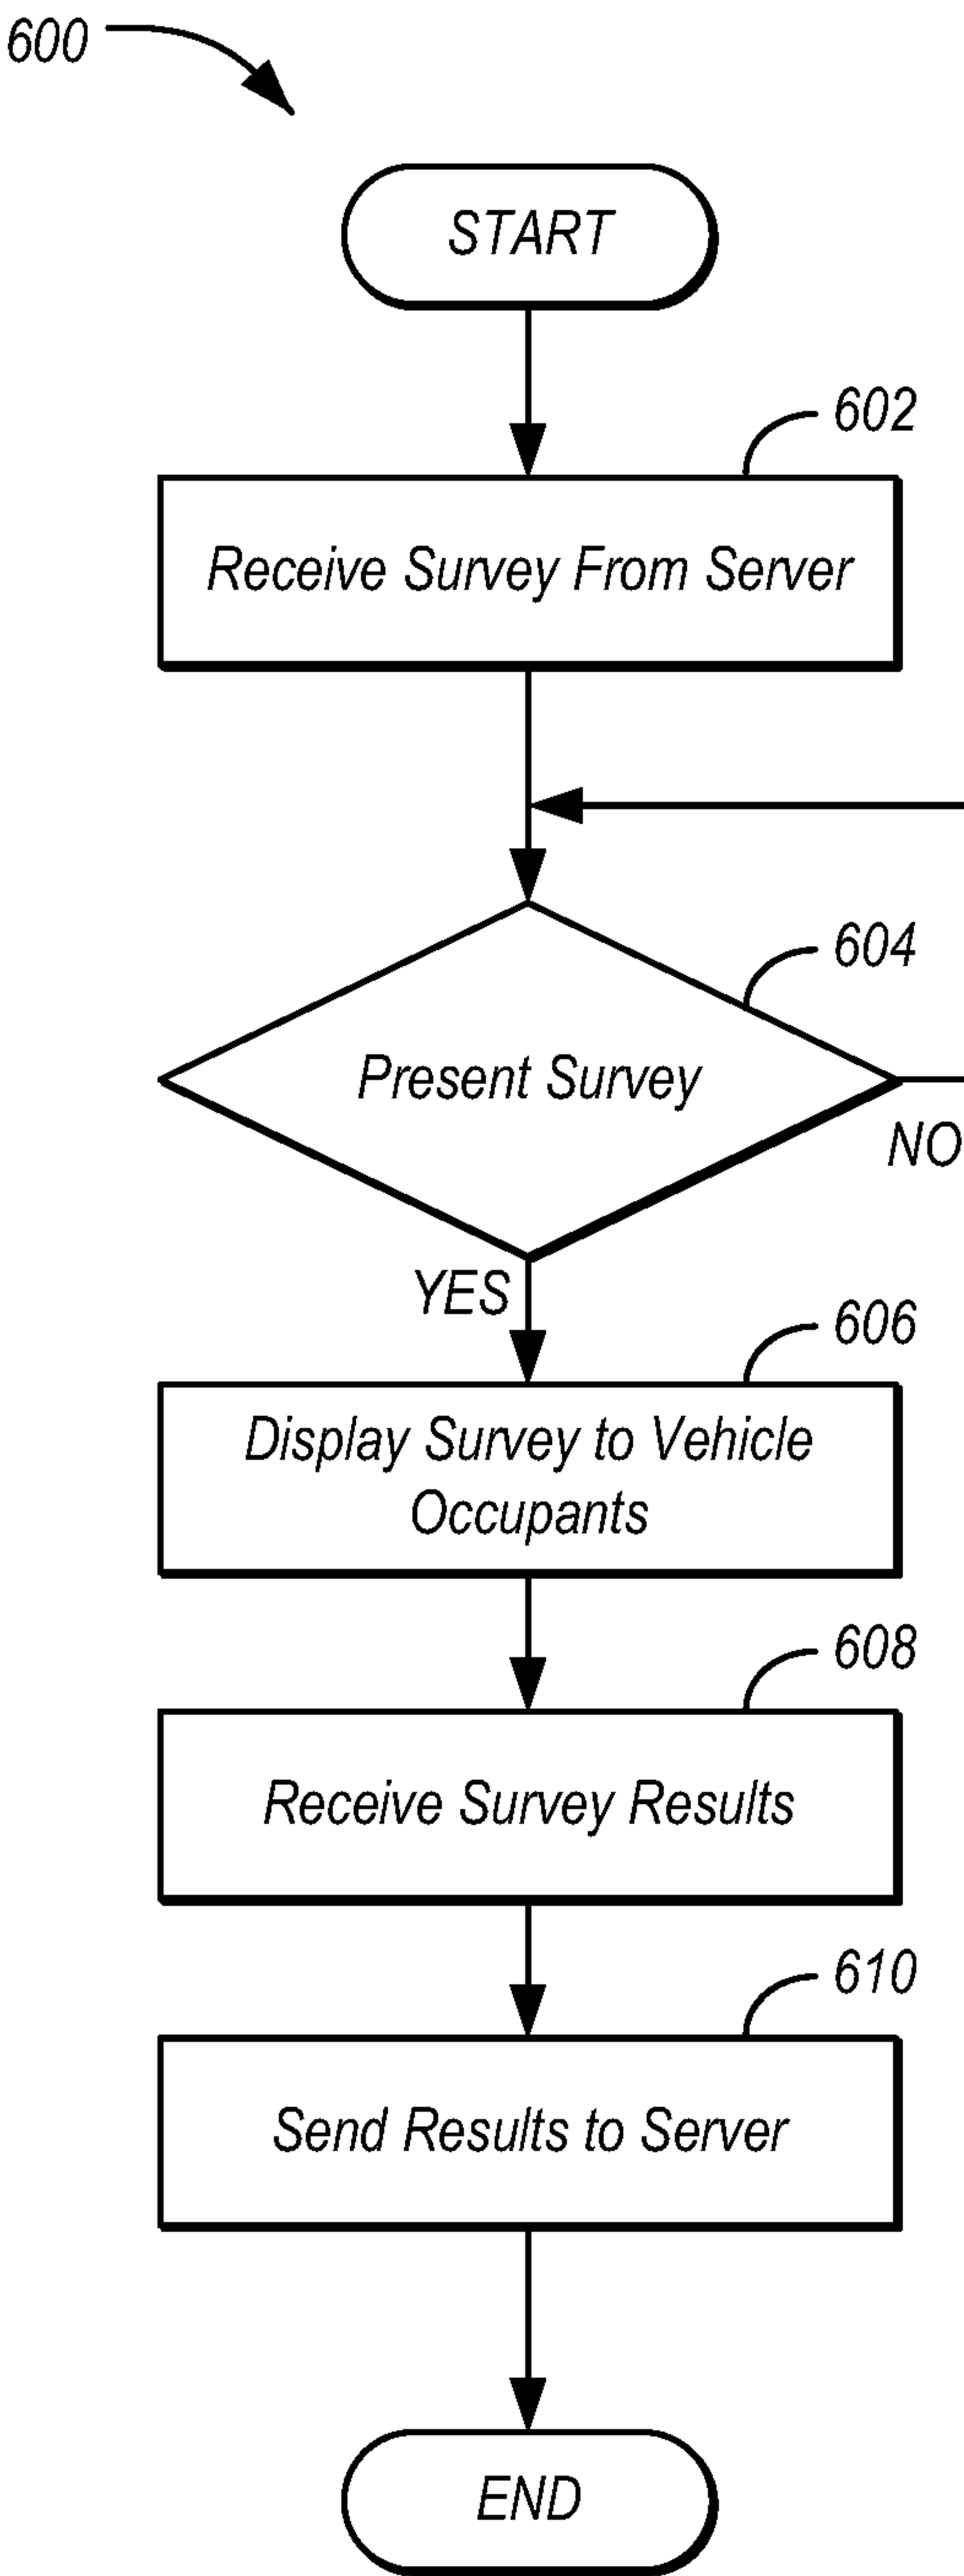 600
START
602
Receive Survey From Server
604
Present Survey
NO
YES
606
Display Survey to Vehicle
Occupants
608
Receive Survey Results
610
Send Results to Server
END